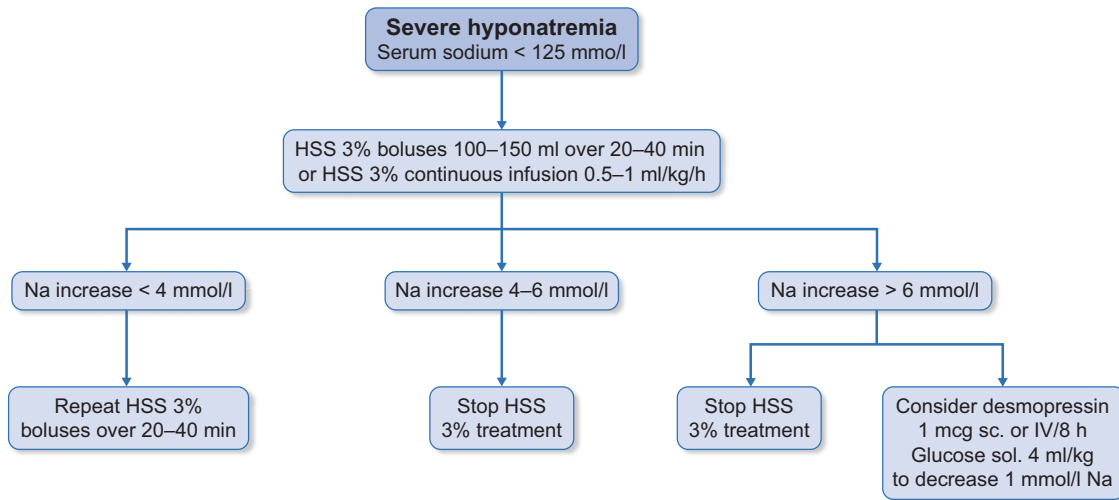 Severe hyponatremia
Serum sodium < 125 mmo/l
HSS 3% boluses 100–150 ml over 20–40 min
or HSS 3% continuous infusion 0.5–1 ml/kg/h
Na increase < 4 mmol/l
Na increase 4–6 mmol/l
Na increase > 6 mmol/l
Repeat HSS 3%
boluses over 20–40 min
Stop HSS
3% treatment
Stop HSS
3% treatment
Consider desmopressin
1 mcg sc. or IV/8 h
Glucose sol. 4 ml/kg
to decrease 1 mmol/l Na